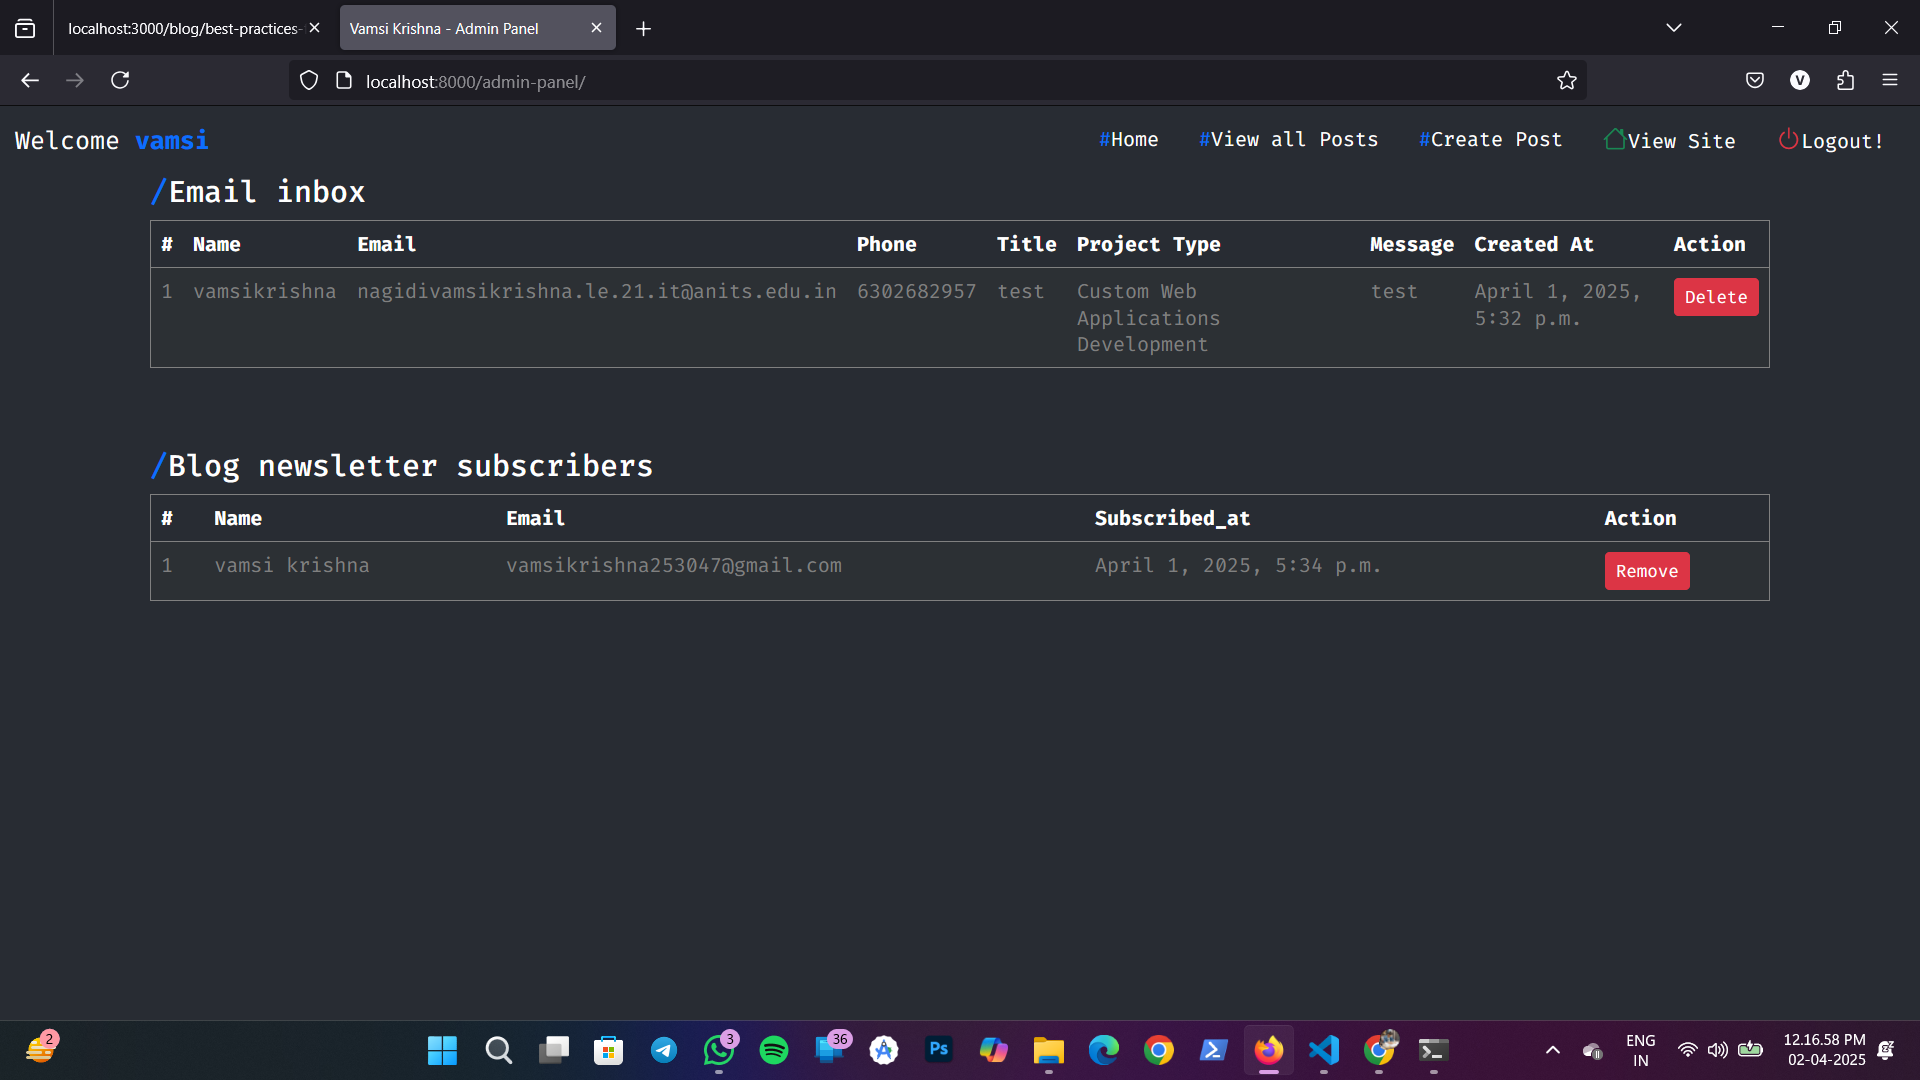 localhost:3000/blog/best-practices-
Vamsi Krishna - Admin Panel
localhost:8000/admin-panel/
V
Welcome vamsi
#Home #View all Posts #Create Post View Site Logout!
/Email inbox
# Name Email Phone Title Project Type Message Created At Action
1 vamsikrishna nagidivamsikrishna.le.21.it@anits.edu.in 6302682957 test Custom Web test April 1, 2025, Delete
Applications 5:32 p.m.
Development
/Blog newsletter subscribers
# Name Email Subscribed_at Action
1 vamsi krishna vamsikrishna253047@gmail.com April 1, 2025, 5:34 p.m. Remove
2
3
36
Ps
ENG
IN
12.16.58 PM
02-04-2025